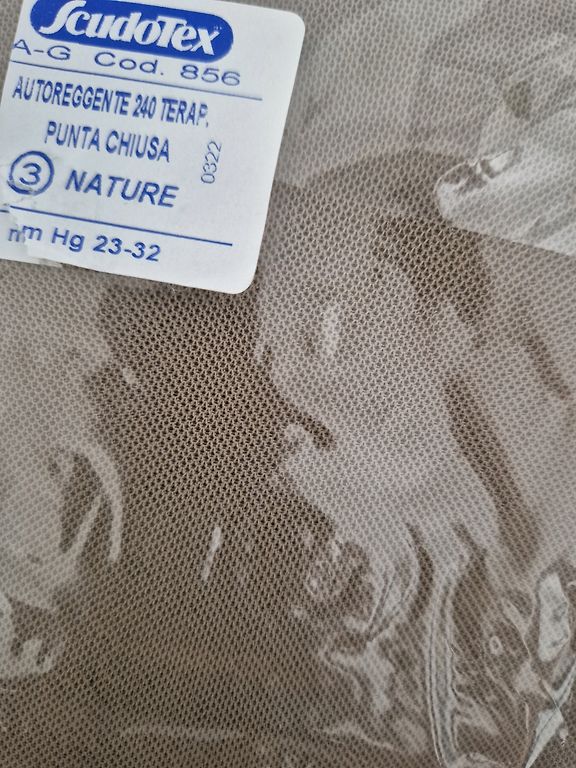 ScudoTex
A-G Cod. 856
AUTOREGGENTE 240 TERAP.
PUNTA CHIUSA
0322
3 NATURE
mm Hg 23-32